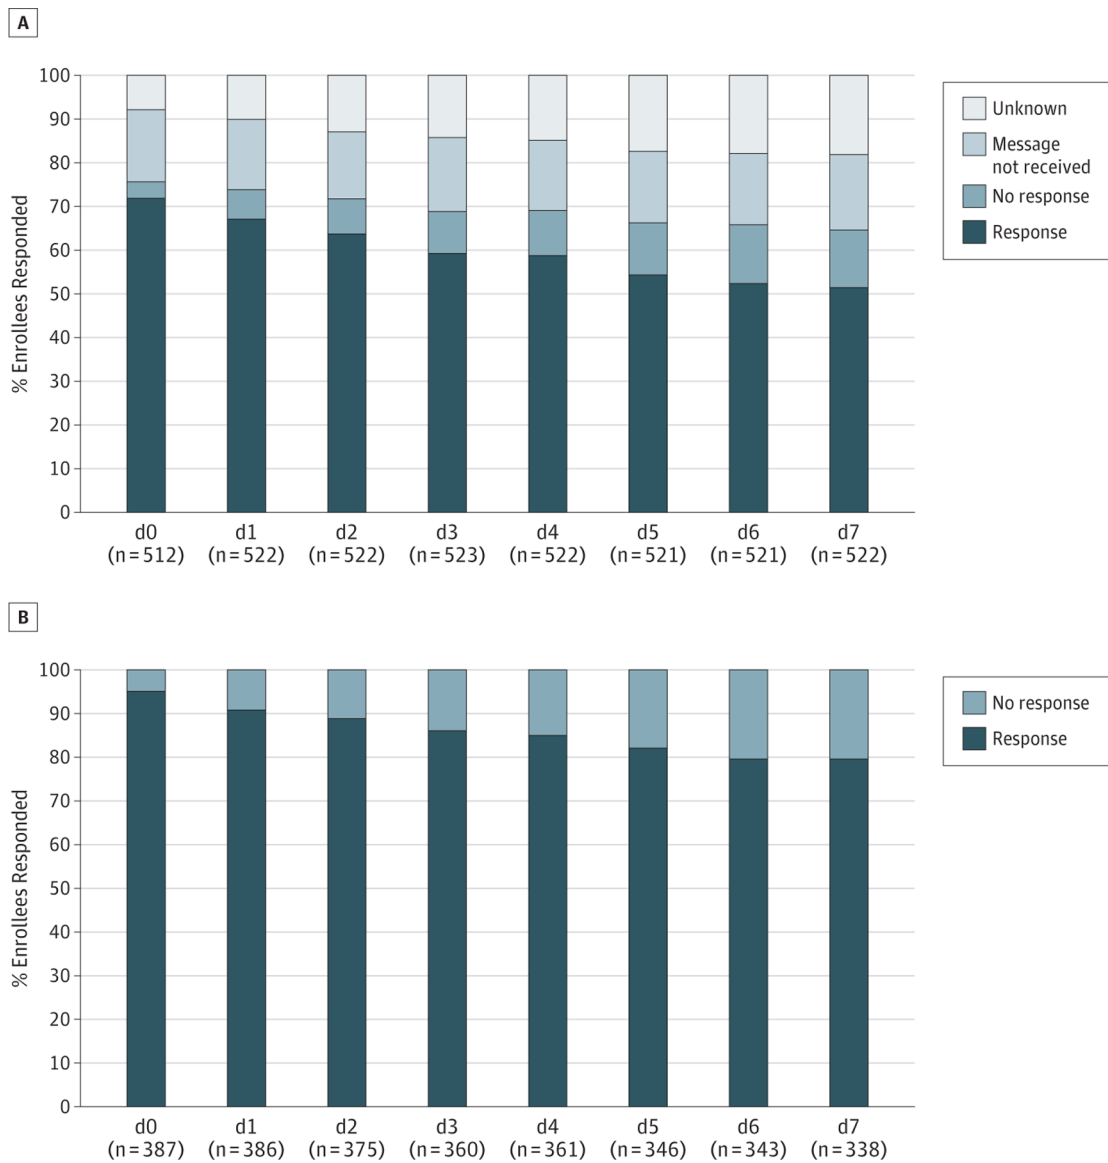 A
100
90
80
70
60
50
40
30
20
10
0
% Enrollees Responded
d0 d1 d2 d3 d4 d5 d6 d7
(n=512) (n=522) (n=522) (n=523) (n=522) (n=521) (n=521) (n=522)
Unknown
Message
not received
No response
Response
B
100
90
80
70
60
50
40
30
20
10
0
% Enrollees Responded
d0 d1 d2 d3 d4 d5 d6 d7
(n=387) (n=386) (n=375) (n=360) (n=361) (n=346) (n=343) (n=338)
No response
Response